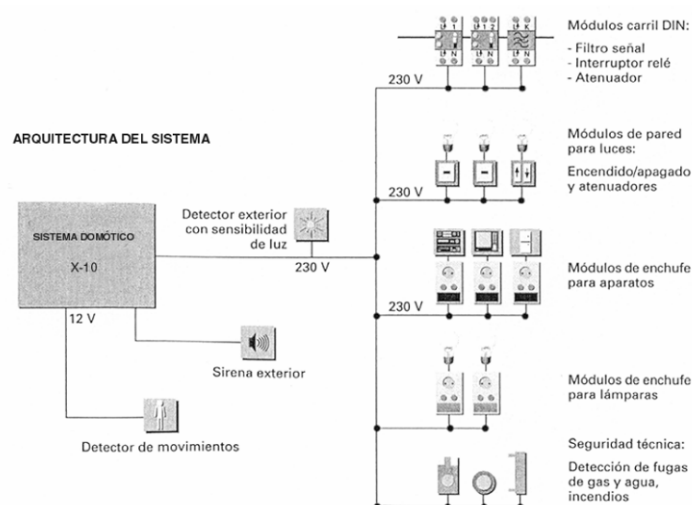 Módulos carril DIN:
- Filtro señal
- Interruptor relé
- Atenuador
230 V
ARQUITECTURA DEL SISTEMA
Módulos de pared
para luces:
Encendido/apagado
y atenuadores
230 V
Detector exterior
con sensibilidad
de luz
230 V
SISTEMA DOMÓTICO
X-10
12 V
Módulos de enchufe
para aparatos
230 V
Sirena exterior
Detector de movimientos
Módulos de enchufe
para lámparas
Seguridad técnica:
Detección de fugas
de gas y agua,
incendios